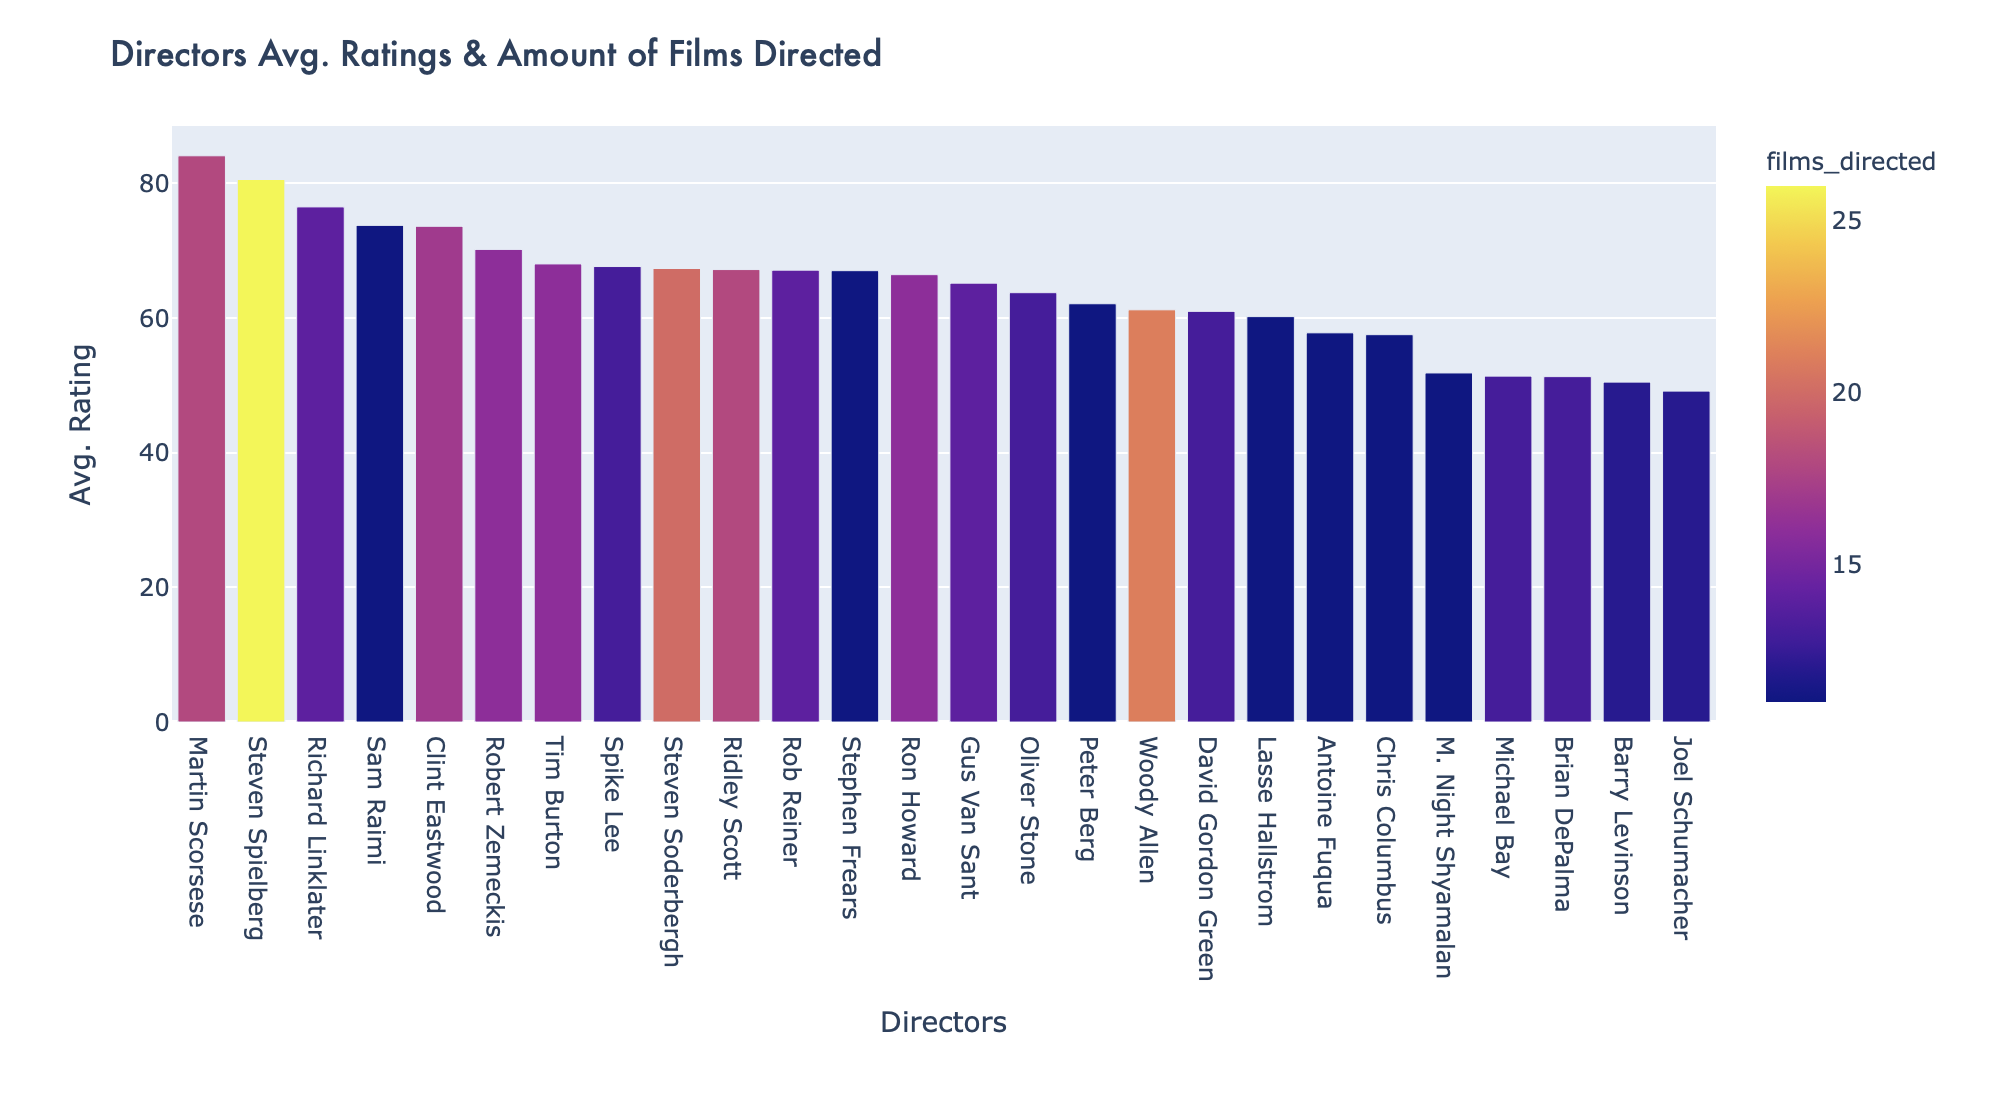 Directors Avg. Ratings & Amount of Films Directed
films_directed
25
20
15
80
60
40
20
0
Avg. Rating
Martin Scorsese
Steven Spielberg
Richard Linklater
Sam Raimi
Clint Eastwood
Robert Zemeckis
Tim Burton
Spike Lee
Steven Soderbergh
Ridley Scott
Rob Reiner
Stephen Frears
Ron Howard
Gus Van Sant
Oliver Stone
Peter Berg
Woody Allen
David Gordon Green
Lasse Hallstrom
Antoine Fuqua
Chris Columbus
M. Night Shyamalan
Michael Bay
Brian DePalma
Barry Levinson
Joel Schumacher
Directors